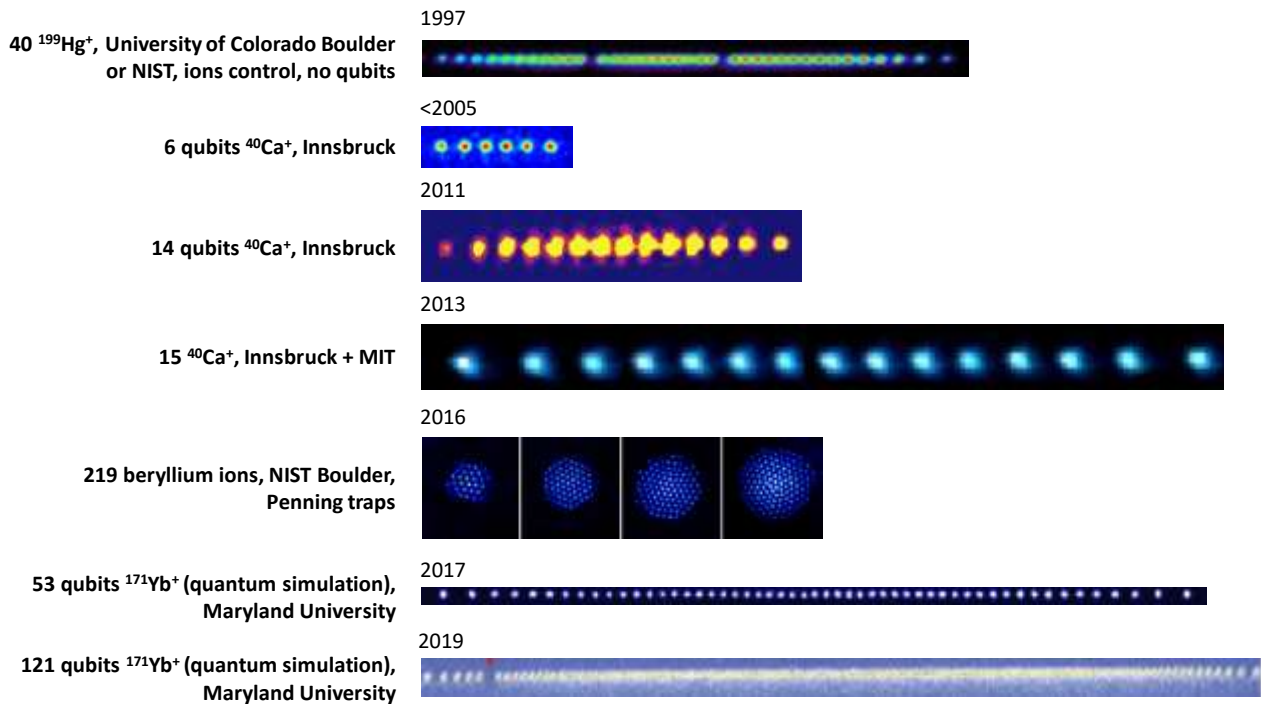 1997
40 ¹⁹⁹Hg⁺, University of Colorado Boulder
or NIST, ions control, no qubits
<2005
6 qubits ⁴⁰Ca⁺, Innsbruck
2011
14 qubits ⁴⁰Ca⁺, Innsbruck
2013
15 ⁴⁰Ca⁺, Innsbruck + MIT
2016
219 beryllium ions, NIST Boulder,
Penning traps
2017
53 qubits ¹⁷¹Yb⁺ (quantum simulation),
Maryland University
2019
121 qubits ¹⁷¹Yb⁺ (quantum simulation),
Maryland University